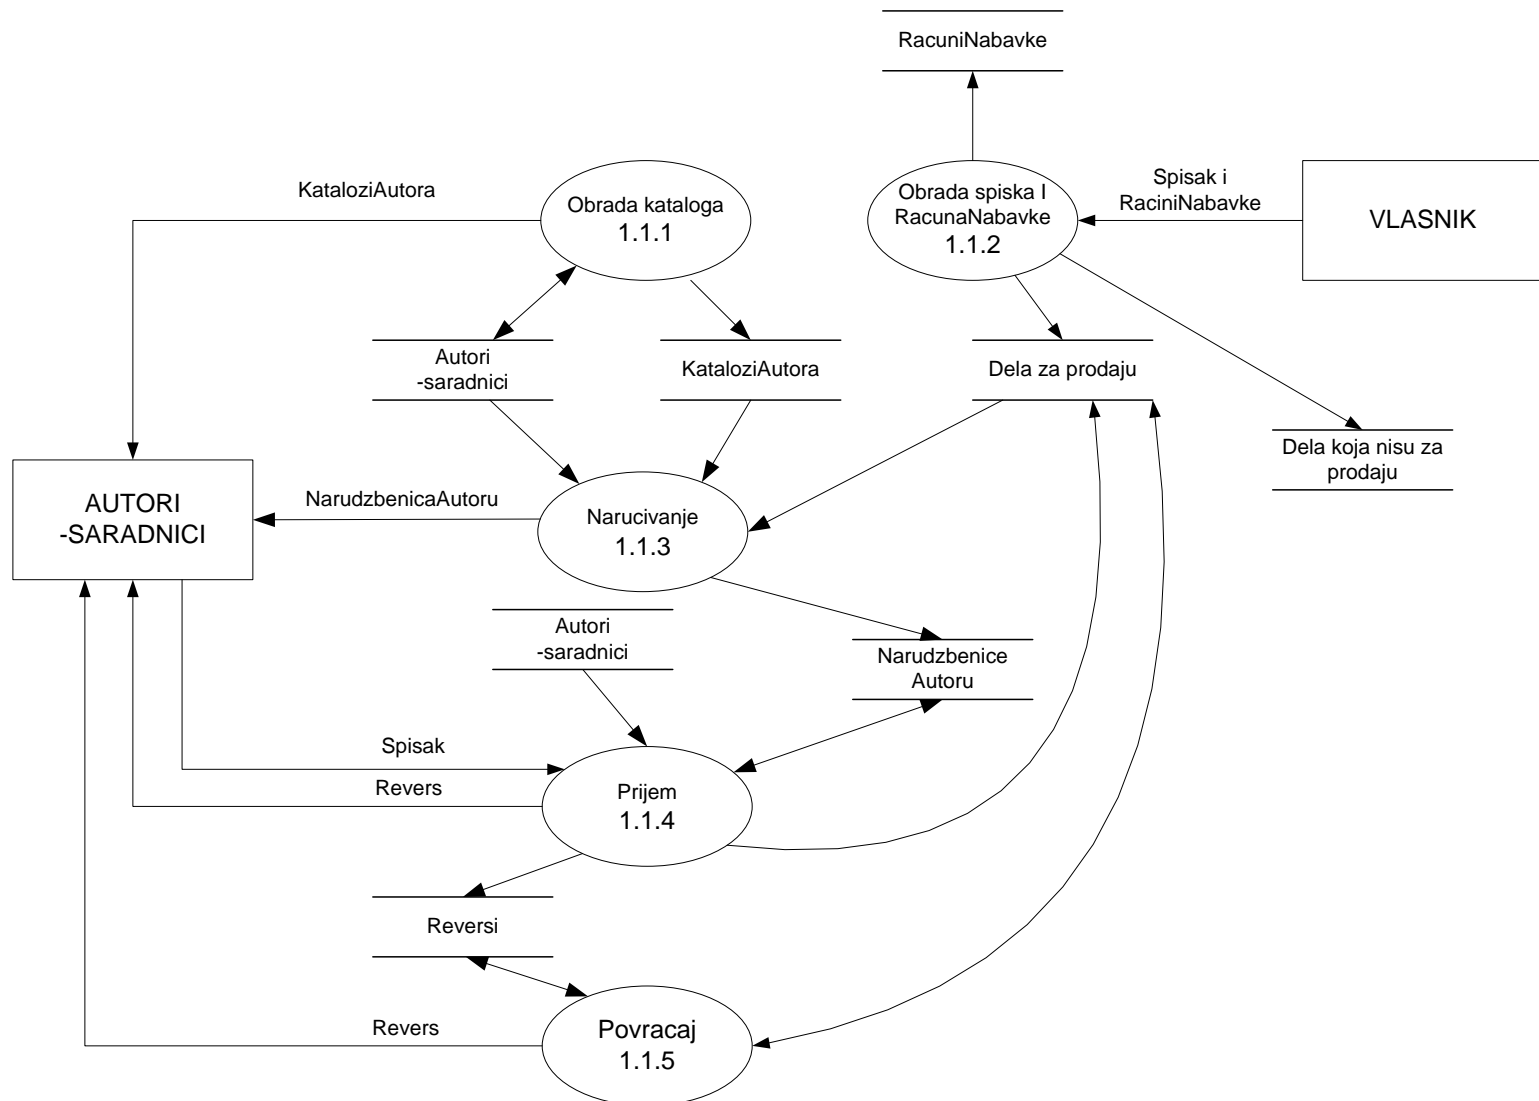 RacuniNabavke
KataloziAutora
Obrada kataloga
1.1.1
Obrada spiska I
RacunaNabavke
1.1.2
Spisak i
RaciniNabavke
VLASNIK
Autori
-saradnici
KataloziAutora
Dela za prodaju
Dela koja nisu za
prodaju
AUTORI
-SARADNICI
NarudzbenicaAutoru
Narucivanje
1.1.3
Autori
-saradnici
Narudzbenice
Autoru
Spisak
Revers
Prijem
1.1.4
Reversi
Revers
Povracaj
1.1.5